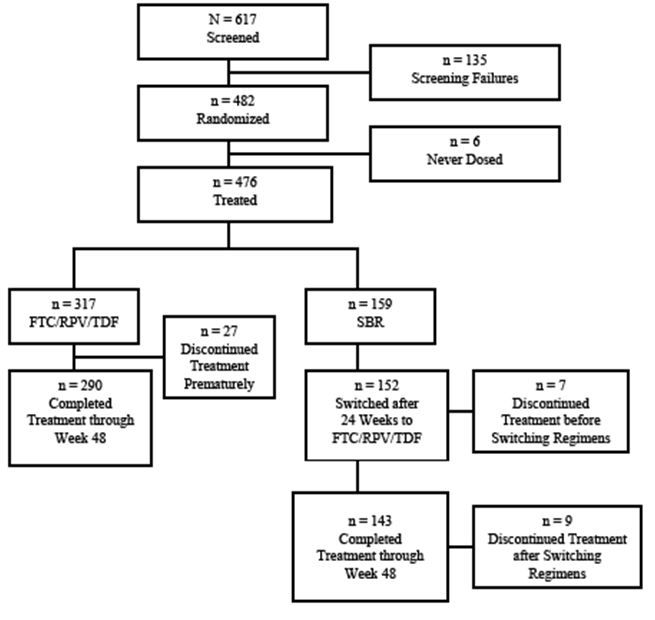 N = 617
Screened
n = 135
Screening Failures
n = 482
Randomized
n = 6
Never Dosed
n = 476
Treated
n = 317
FTC/RPV/TDF
n = 159
SBR
n = 27
Discontinued
Treatment
Prematurely
n = 290
Completed
Treatment through
Week 48
n = 152
Switched after
24 Weeks to
FTC/RPV/TDF
n = 7
Discontinued
Treatment before
Switching Regimens
n = 143
Completed
Treatment through
Week 48
n = 9
Discontinued Treatment
after Switching
Regimens